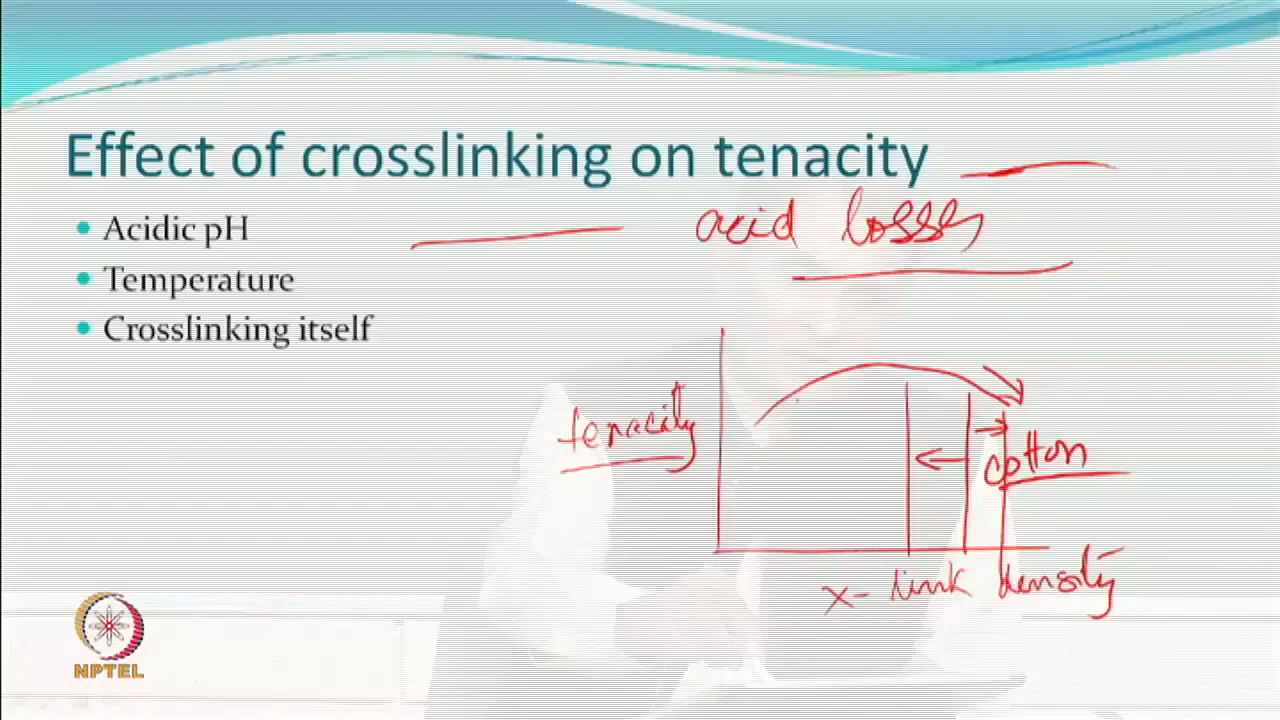 Effect of crosslinking on tenacity
Acidic pH
acid losses
Temperature
Crosslinking itself
tenacity
cotton
x-link density
NPTEL